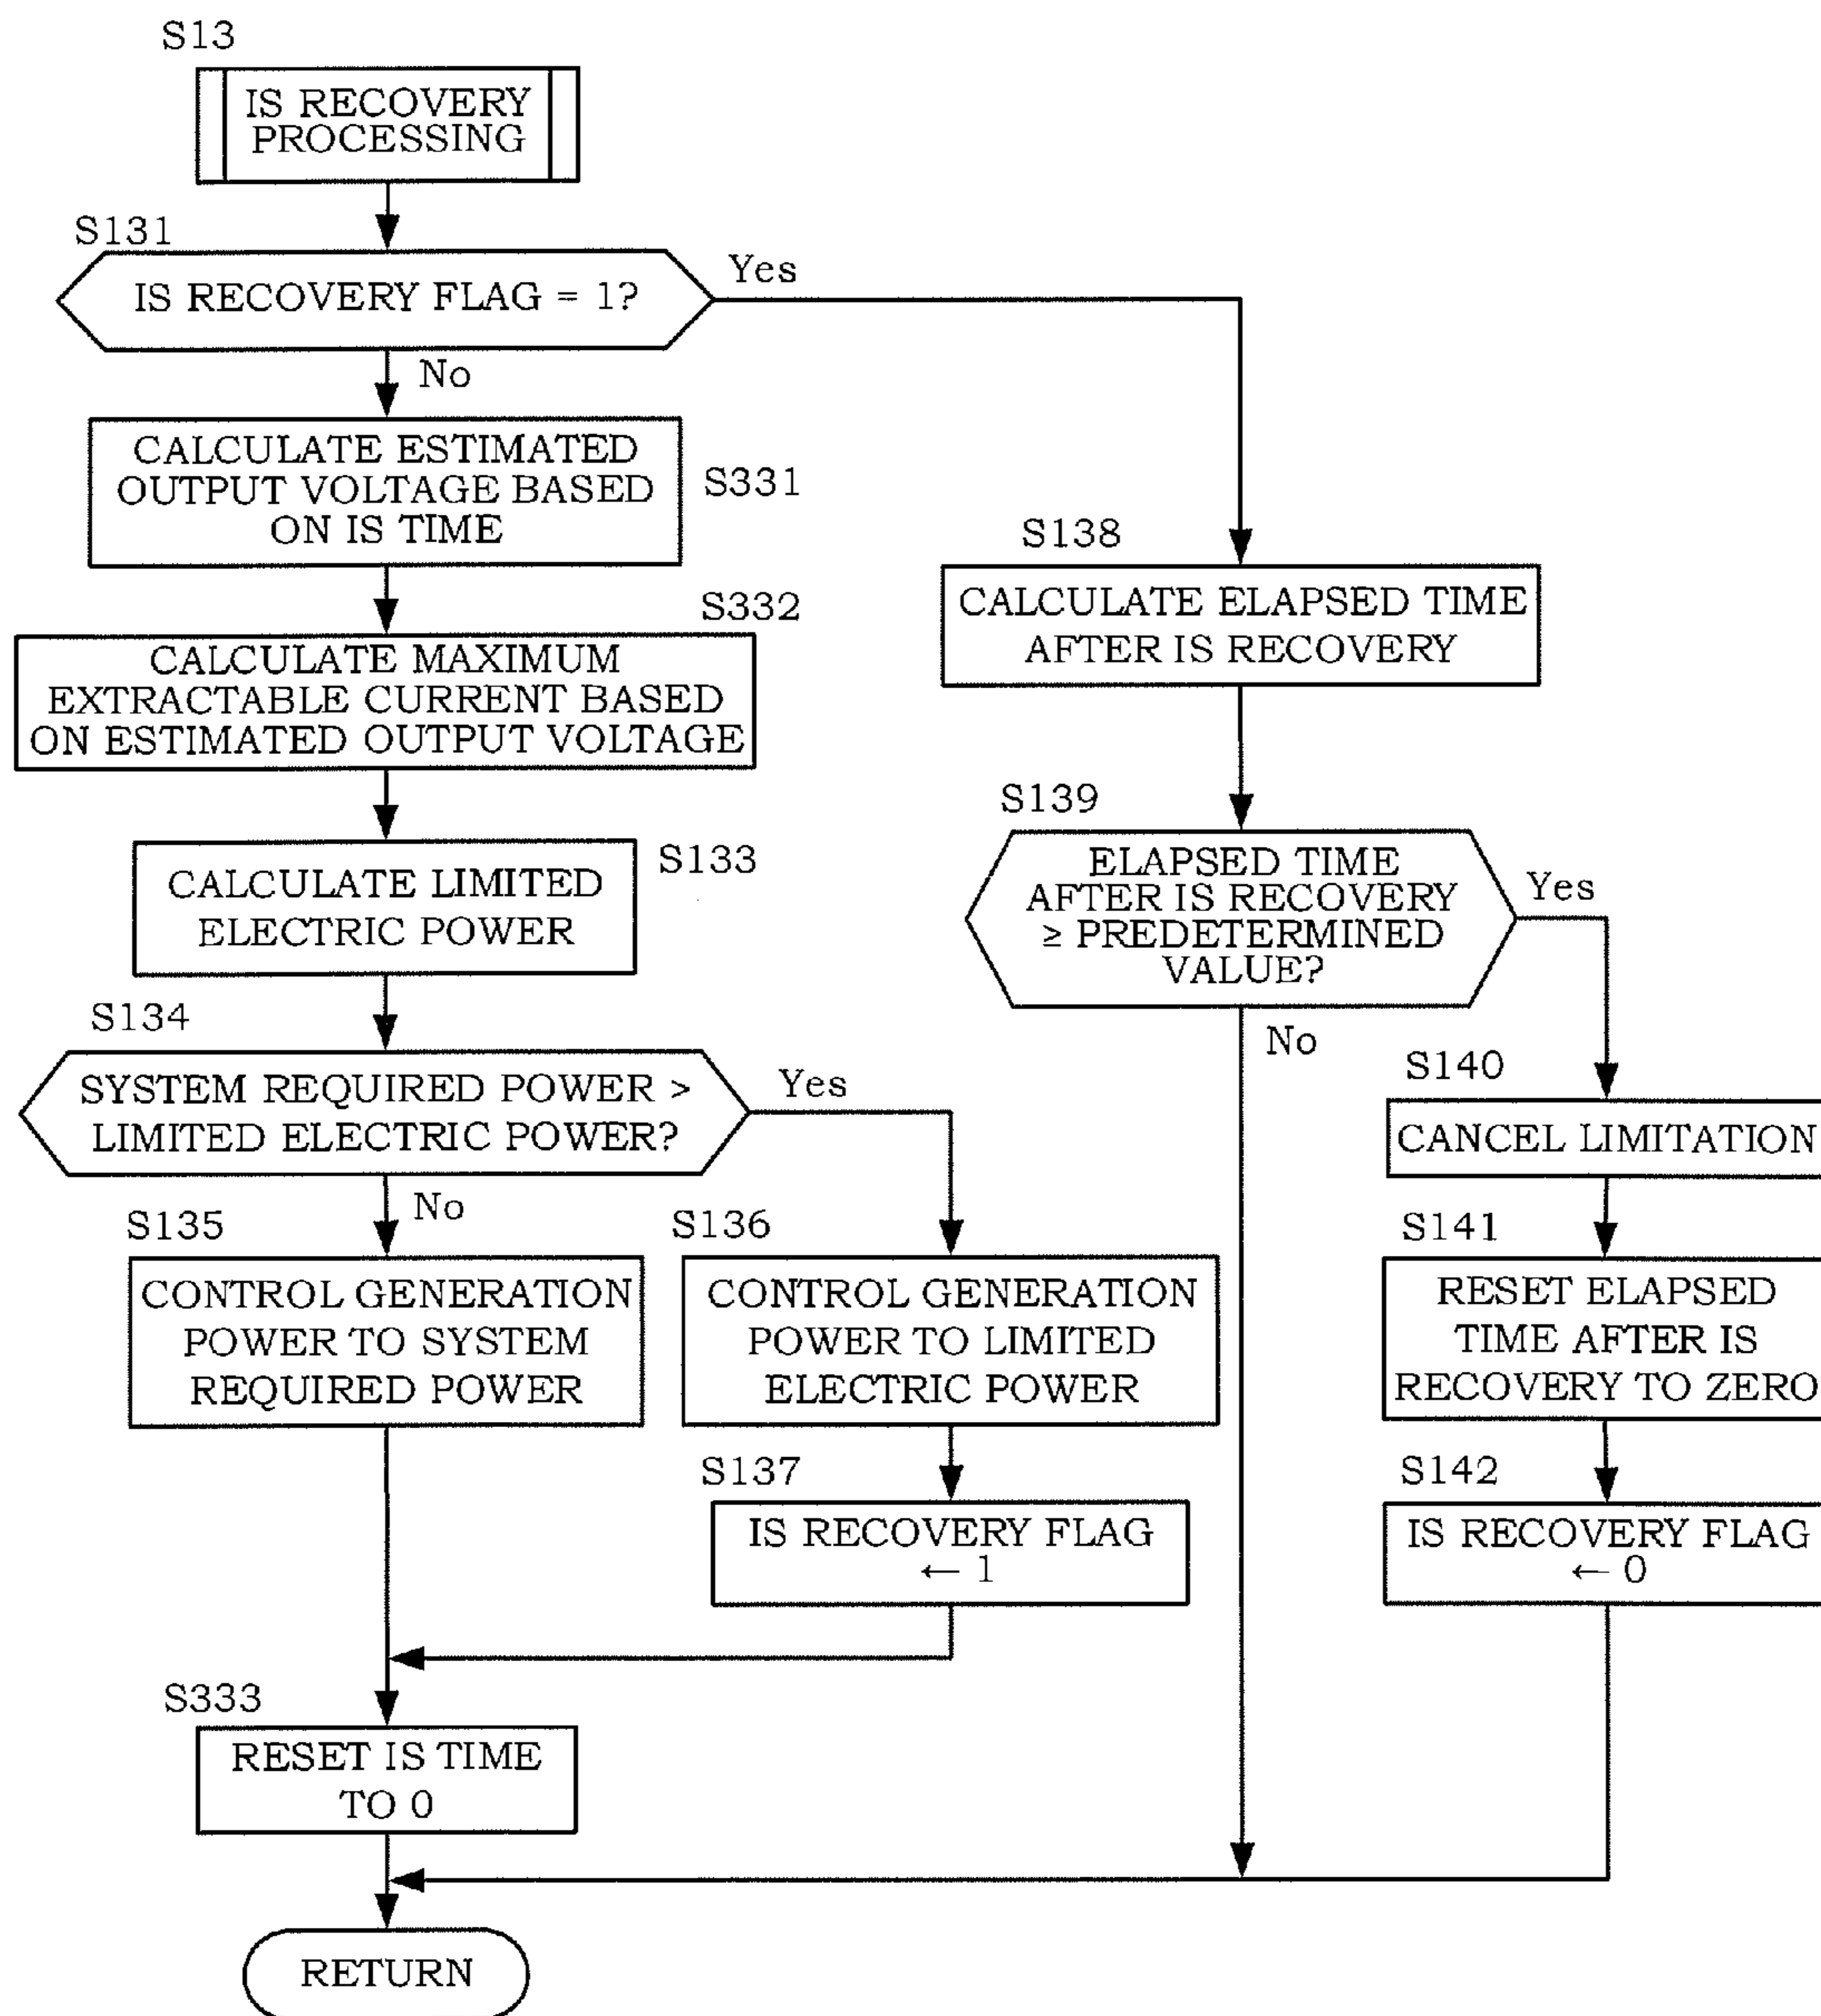 S13
IS RECOVERY
PROCESSING
S131
IS RECOVERY FLAG = 1?
Yes
No
CALCULATE ESTIMATED
OUTPUT VOLTAGE BASED
ON IS TIME
S331
S332
CALCULATE MAXIMUM
EXTRACTABLE CURRENT BASED
ON ESTIMATED OUTPUT VOLTAGE
CALCULATE LIMITED
ELECTRIC POWER
S133
S134
SYSTEM REQUIRED POWER >
LIMITED ELECTRIC POWER?
Yes
No
S135
CONTROL GENERATION
POWER TO SYSTEM
REQUIRED POWER
S136
CONTROL GENERATION
POWER TO LIMITED
ELECTRIC POWER
S137
IS RECOVERY FLAG
← 1
S333
RESET IS TIME
TO 0
S138
CALCULATE ELAPSED TIME
AFTER IS RECOVERY
S139
ELAPSED TIME
AFTER IS RECOVERY
≥ PREDETERMINED
VALUE?
Yes
No
S140
CANCEL LIMITATION
S141
RESET ELAPSED
TIME AFTER IS
RECOVERY TO ZERO
S142
IS RECOVERY FLAG
← 0
RETURN